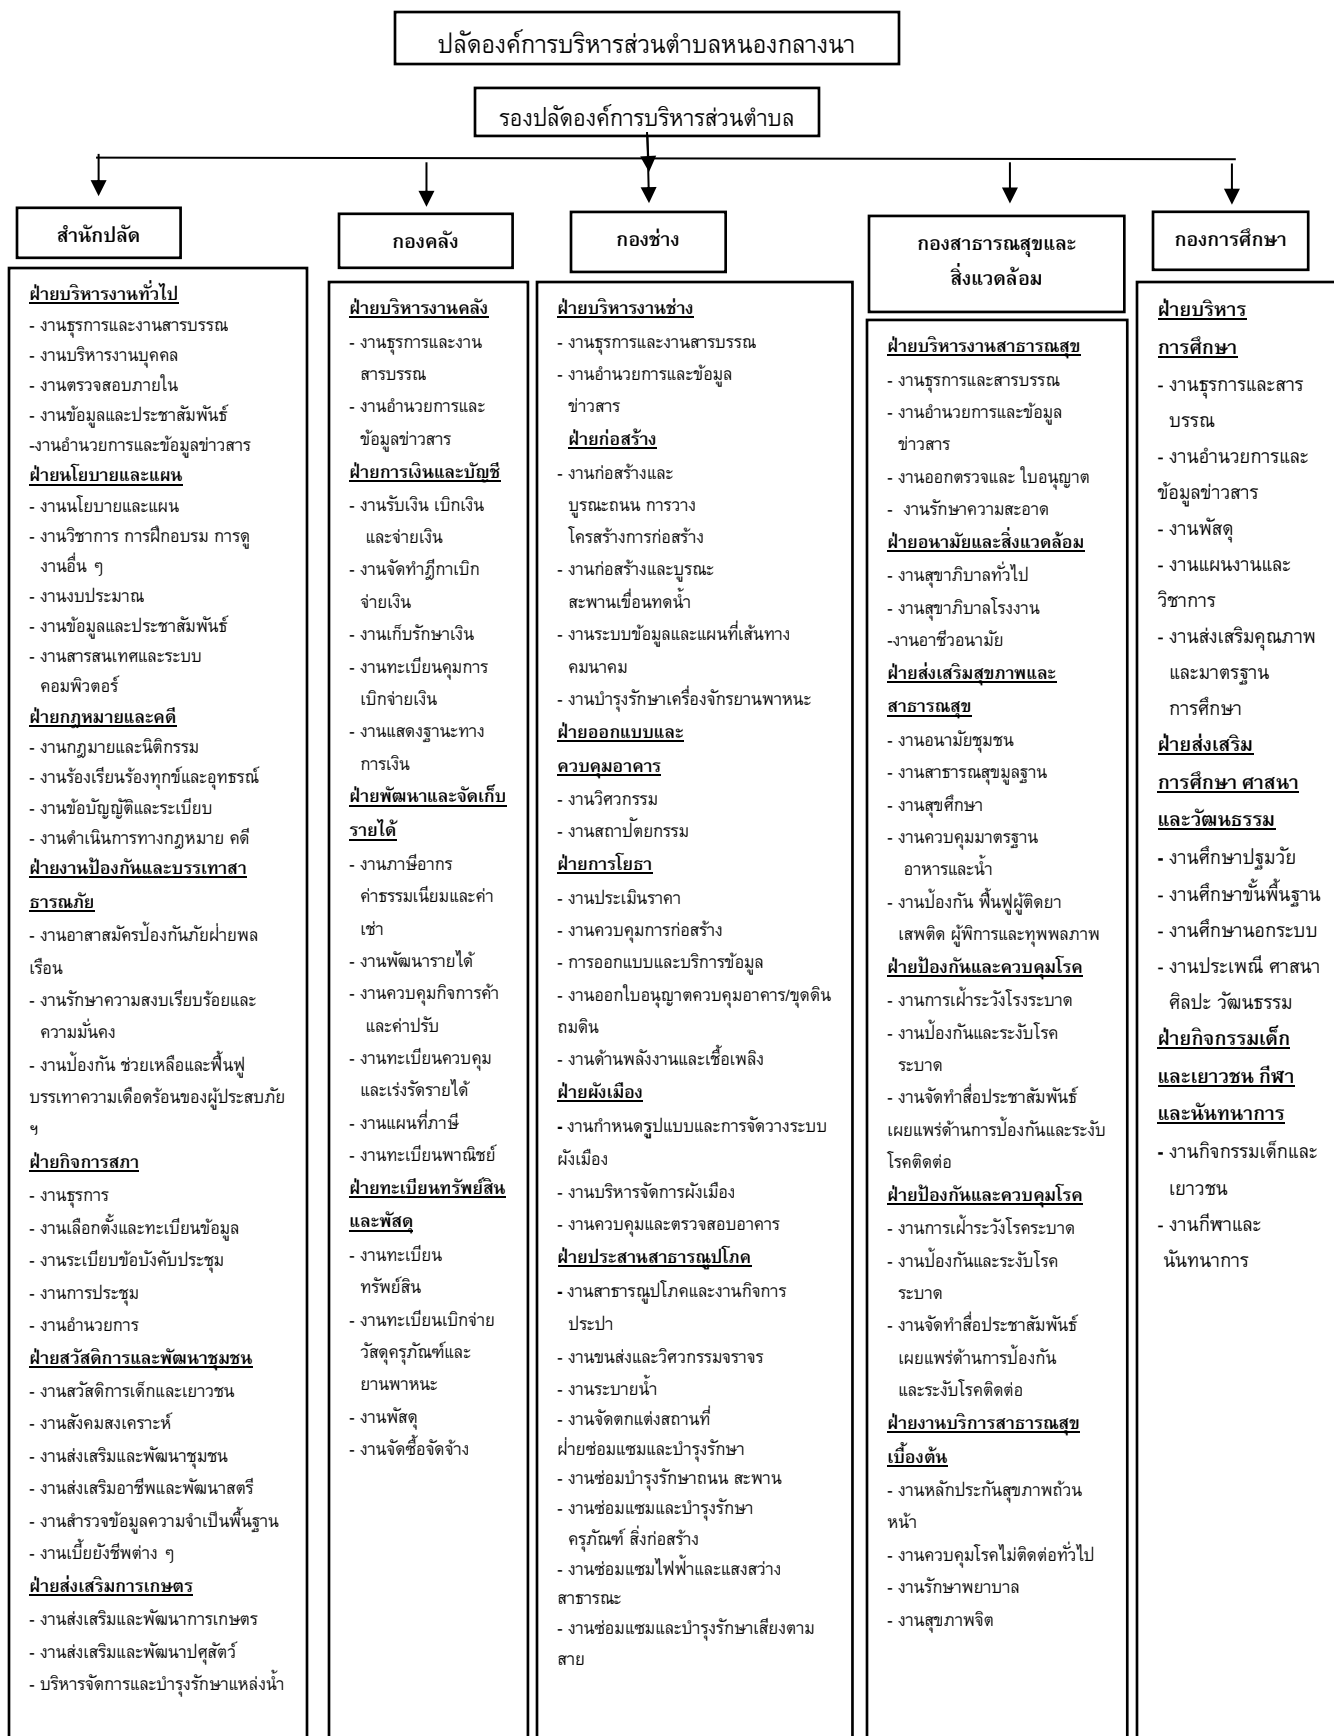 ปลัดองค์การบริหารส่วนตำบลหนองกลางนา
รองปลัดองค์การบริหารส่วนตำบล
สำนักปลัด
ฝ่ายบริหารงานทั่วไป
- งานธุรการและงานสารบรรณ
- งานบริหารงานบุคคล
- งานตรวจสอบภายใน
- งานข้อมูลและประชาสัมพันธ์
-งานอำนวยการและข้อมูลข่าวสาร
ฝ่ายนโยบายและแผน
- งานนโยบายและแผน
- งานวิชาการ การฝึกอบรม การดู
งานอื่น ๆ
- งานงบประมาณ
- งานข้อมูลและประชาสัมพันธ์
- งานสารสนเทศและระบบ
คอมพิวตอร์
ฝ่ายกฎหมายและคดี
- งานกฎมายและนิติกรรม
- งานร้องเรียนร้องทุกข์และอุทธรณ์
- งานข้อบัญญัติและระเบียบ
- งานดำเนินการทางกฎหมาย คดี
ฝ่ายงานป้องกันและบรรเทาสา
ธารณภัย
- งานอาสาสมัครป้องกันภัยฝ่ายพล
เรือน
- งานรักษาความสงบเรียบร้อยและ
ความมั่นคง
- งานป้องกัน ช่วยเหลือและฟื้นฟู
บรรเทาความเดือดร้อนของผู้ประสบภัย
ฯ
ฝ่ายกิจการสภา
- งานธุรการ
- งานเลือกตั้งและทะเบียนข้อมูล
- งานระเบียบข้อบังคับประชุม
- งานการประชุม
- งานอำนวยการ
ฝ่ายสวัสดิการและพัฒนาชุมชน
- งานสวัสดิการเด็กและเยาวชน
- งานสังคมสงเคราะห์
- งานส่งเสริมและพัฒนาชุมชน
- งานส่งเสริมอาชีพและพัฒนาสตรี
- งานสำรวจข้อมูลความจำเป็นพื้นฐาน
- งานเบี้ยยังชีพต่าง ๆ
ฝ่ายส่งเสริมการเกษตร
- งานส่งเสริมและพัฒนาการเกษตร
- งานส่งเสริมและพัฒนาปศุสัตว์
- บริหารจัดการและบำรุงรักษาแหล่งน้ำ
กองคลัง
ฝ่ายบริหารงานคลัง
- งานธุรการและงาน
สารบรรณ
- งานอำนวยการและ
ข้อมูลข่าวสาร
ฝ่ายการเงินและบัญชี
- งานรับเงิน เบิกเงิน
และจ่ายเงิน
- งานจัดทำฎีกาเบิก
จ่ายเงิน
- งานเก็บรักษาเงิน
- งานทะเบียนคุมการ
เบิกจ่ายเงิน
- งานแสดงฐานะทาง
การเงิน
ฝ่ายพัฒนาและจัดเก็บ
รายได้
- งานภาษีอากร
ค่าธรรมเนียมและค่า
เช่า
- งานพัฒนารายได้
- งานควบคุมกิจการค้า
และค่าปรับ
- งานทะเบียนควบคุม
และเร่งรัดรายได้
- งานแผนที่ภาษี
- งานทะเบียนพาณิชย์
ฝ่ายทะเบียนทรัพย์สิน
และพัสดุ
- งานทะเบียน
ทรัพย์สิน
- งานทะเบียนเบิกจ่าย
วัสดุครุภัณฑ์และ
ยานพาหนะ
- งานพัสดุ
- งานจัดซื้อจัดจ้าง
กองช่าง
ฝ่ายบริหารงานช่าง
- งานธุรการและงานสารบรรณ
- งานอำนวยการและข้อมูล
ข่าวสาร
ฝ่ายก่อสร้าง
- งานก่อสร้างและ
บูรณะถนน การวาง
โครสร้างการก่อสร้าง
- งานก่อสร้างและบูรณะ
สะพานเขื่อนทดน้ำ
- งานระบบข้อมูลและแผนที่เส้นทาง
คมนาคม
- งานบำรุงรักษาเครื่องจักรยานพาหนะ
ฝ่ายออกแบบและ
ควบคุมอาคาร
- งานวิศวกรรม
- งานสถาปัตยกรรม
ฝ่ายการโยธา
- งานประเมินราคา
- งานควบคุมการก่อสร้าง
- การออกแบบและบริการข้อมูล
- งานออกใบอนุญาตควบคุมอาคาร/ขุดดิน
ถมดิน
- งานด้านพลังงานและเชื้อเพลิง
ฝ่ายผังเมือง
- งานกำหนดรูปแบบและการจัดวางระบบ
ผังเมือง
- งานบริหารจัดการผังเมือง
- งานควบคุมและตรวจสอบอาคาร
ฝ่ายประสานสาธารณูปโภค
- งานสาธารณูปโภคและงานกิจการ
ประปา
- งานขนส่งและวิศวกรรมจราจร
- งานระบายน้ำ
- งานจัดตกแต่งสถานที่
ฝ่ายซ่อมแซมและบำรุงรักษา
- งานซ่อมบำรุงรักษาถนน สะพาน
- งานซ่อมแซมและบำรุงรักษา
ครุภัณฑ์ สิ่งก่อสร้าง
- งานซ่อมแซมไฟฟ้าและแสงสว่าง
สาธารณะ
- งานซ่อมแซมและบำรุงรักษาเสียงตาม
สาย
กองสาธารณสุขและ
สิ่งแวดล้อม
ฝ่ายบริหารงานสาธารณสุข
- งานธุรการและสารบรรณ
- งานอำนวยการและข้อมูล
ข่าวสาร
- งานออกตรวจและ ใบอนุญาต
- งานรักษาความสะอาด
ฝ่ายอหามัยและสิ่งแวดล้อม
- งานสุขาภิบาลทั่วไป
- งานสุขาภิบาลโรงงาน
-งานอาชีวอนามัย
ฝ่ายส่งเสริมสุขภาพและ
สาธารณสุข
- งานอนามัยชุมชน
- งานสาธารณสุขมูลฐาน
- งานสุขศึกษา
- งานควบคุมมาตรฐาน
อาหารและน้ำ
- งานป้องกัน ฟื้นฟูผู้ติดยา
เสพติด ผู้พิการและทุพพลภาพ
ฝ่ายป้องกันและควบคุมโรค
- งานการเฝ้าระวังโรงระบาด
- งานป้องกันและระงับโรค
ระบาด
- งานจัดทำสื่อประชาสัมพันธ์
เผยแพร่ด้านการป้องกันและระงับ
โรคติดต่อ
ฝ่ายป้องกันและควบคุมโรค
- งานการเฝ้าระวังโรคระบาด
- งานป้องกันและระงับโรค
ระบาด
- งานจัดทำสื่อประชาสัมพันธ์
เผยแพร่ด้านการป้องกัน
และระงับโรคติดต่อ
ฝ่ายงานบริการสาธารณสุข
เบื้องต้น
- งานหลักประกันสุขภาพถ้วน
หน้า
- งานควบคุมโรคไม่ติดต่อทั่วไป
- งานรักษาพยาบาล
- งานสุขภาพจิต
กองการศึกษา
ฝ่ายบริหาร
การศึกษา
- งานธุรการและสาร
บรรณ
- งานอำนวยการและ
ข้อมูลข่าวสาร
- งานพัสดุ
- งานแผนงานและ
วิชาการ
- งานส่งเสริมคุณภาพ
และมาตรฐาน
การศึกษา
ฝ่ายส่งเสริม
การศึกษา ศาสนา
และวัฒนธรรม
- งานศึกษาปฐมวัย
- งานศึกษาขั้นพื้นฐาน
- งานศึกษานอกระบบ
- งานประเพณี ศาสนา
ศิลปะ วัฒนธรรม
ฝ่ายกิจกรรมเด็ก
และเยาวชน กีฬา
และนันทนาการ
- งานกิจกรรมเด็กและ
เยาวชน
- งานกีฬาและ
นันทนาการ